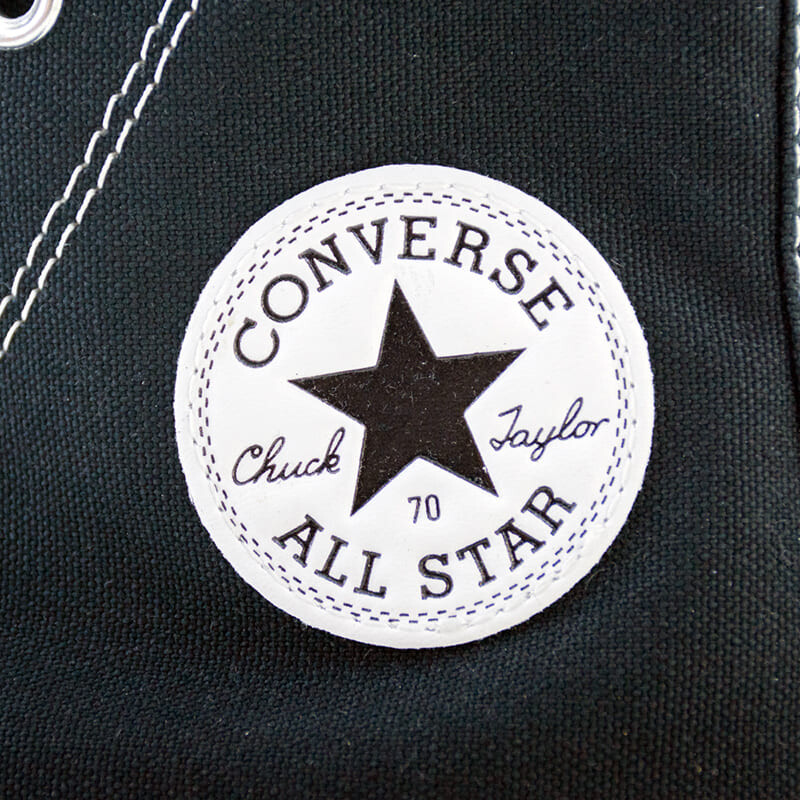 CONVERSE
Chuck Taylor
70
ALL STAR